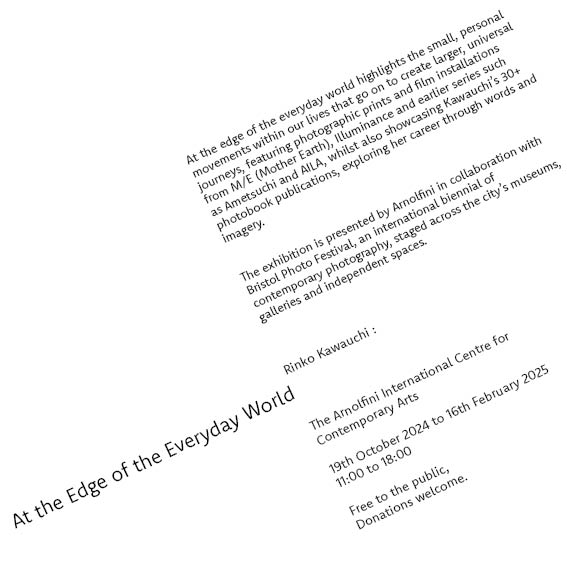 At the edge of the everyday world highlights the small, personal
movements within our lives that go on to create larger, universal
journeys, featuring photographic prints and film installations
from M/E (Mother Earth), Illuminance and earlier series such
as Ametsuchi and AILA, whilst also showcasing Kawauchi's 30+
photobook publications, exploring her career through words and
imagery.
The exhibition is presented by Arnolfini in collaboration with
Bristol Photo Festival, an international biennial of
contemporary photography, staged across the city's museums,
galleries and independent spaces.
Rinko Kawauchi :
At the Edge of the Everyday World
The Arnolfini International Centre for
Contemporary Arts
19th October 2024 to 16th February 2025
11:00 to 18:00
Free to the public,
Donations welcome.